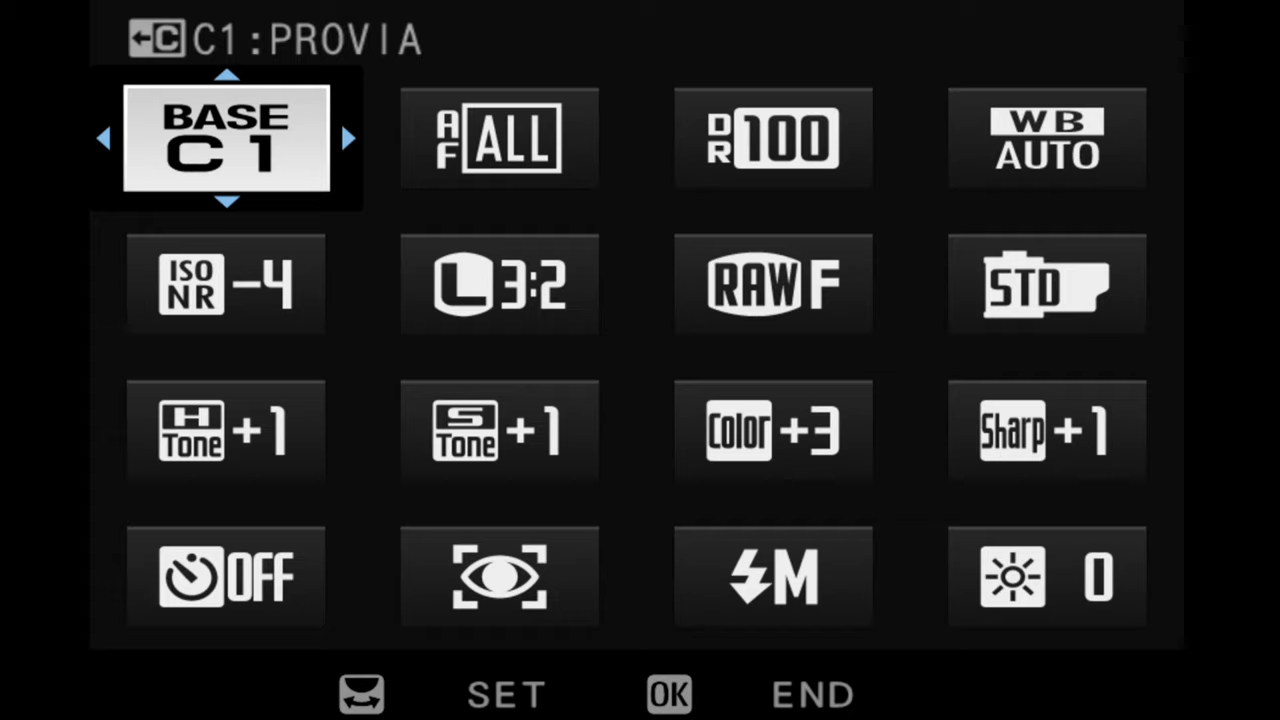 C C1:PROVIA
BASE C1
AF ALL
DR 100
WB AUTO
ISO NR -4
L 3:2
RAW F
STD
H Tone +1
S Tone +1
Color +3
Sharp +1
OFF
M
0
SET OK END